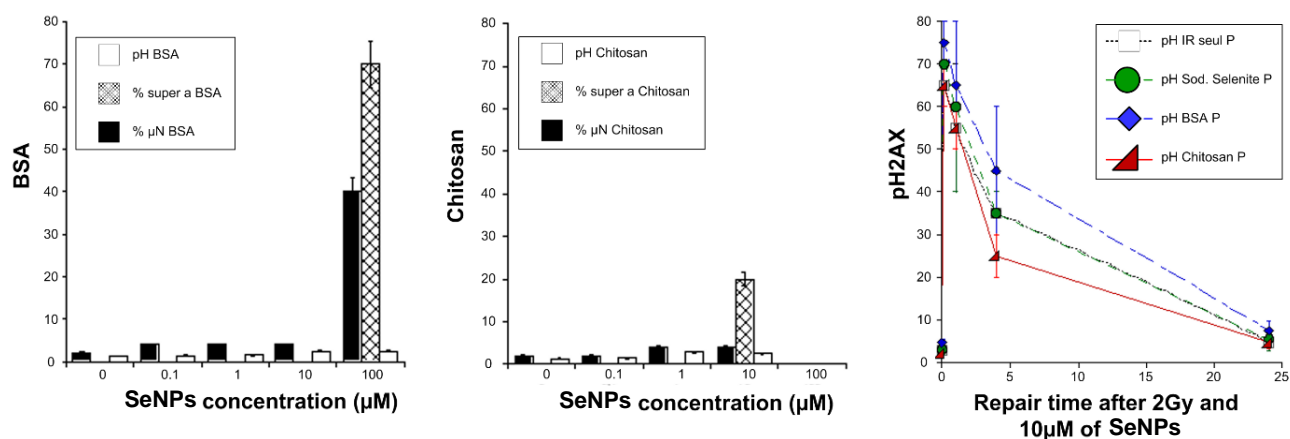 80
70
60
50
40
30
20
10
0
BSA
pH BSA
% super a BSA
% µN BSA
0 0.1 1 10 100
SeNPs concentration (µM)
80
70
60
50
40
30
20
10
0
Chitosan
pH Chitosan
% super a Chitosan
% µN Chitosan
0 0.1 1 10 100
SeNPs concentration (µM)
80
70
60
50
40
30
20
10
0
pH2AX
pH IR seul P
pH Sod. Selenite P
pH BSA P
pH Chitosan P
0 5 10 15 20 25
Repair time after 2Gy and
10µM of SeNPs